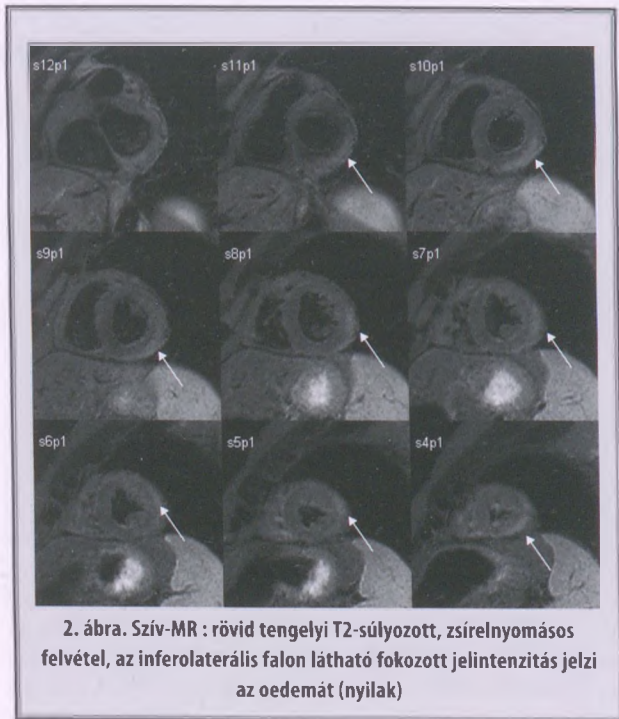 s12p1
s11p1
s10p1
s9p1
s8p1
s7p1
s6p1
s5p1
s4p1
2. ábra. Szív-MR : rövid tengelyi T2-súlyozott, zsírelnyomásos
felvétel, az inferolaterális falon látható fokozott jelintenzitás jelzi
az oedemát (nyilak)